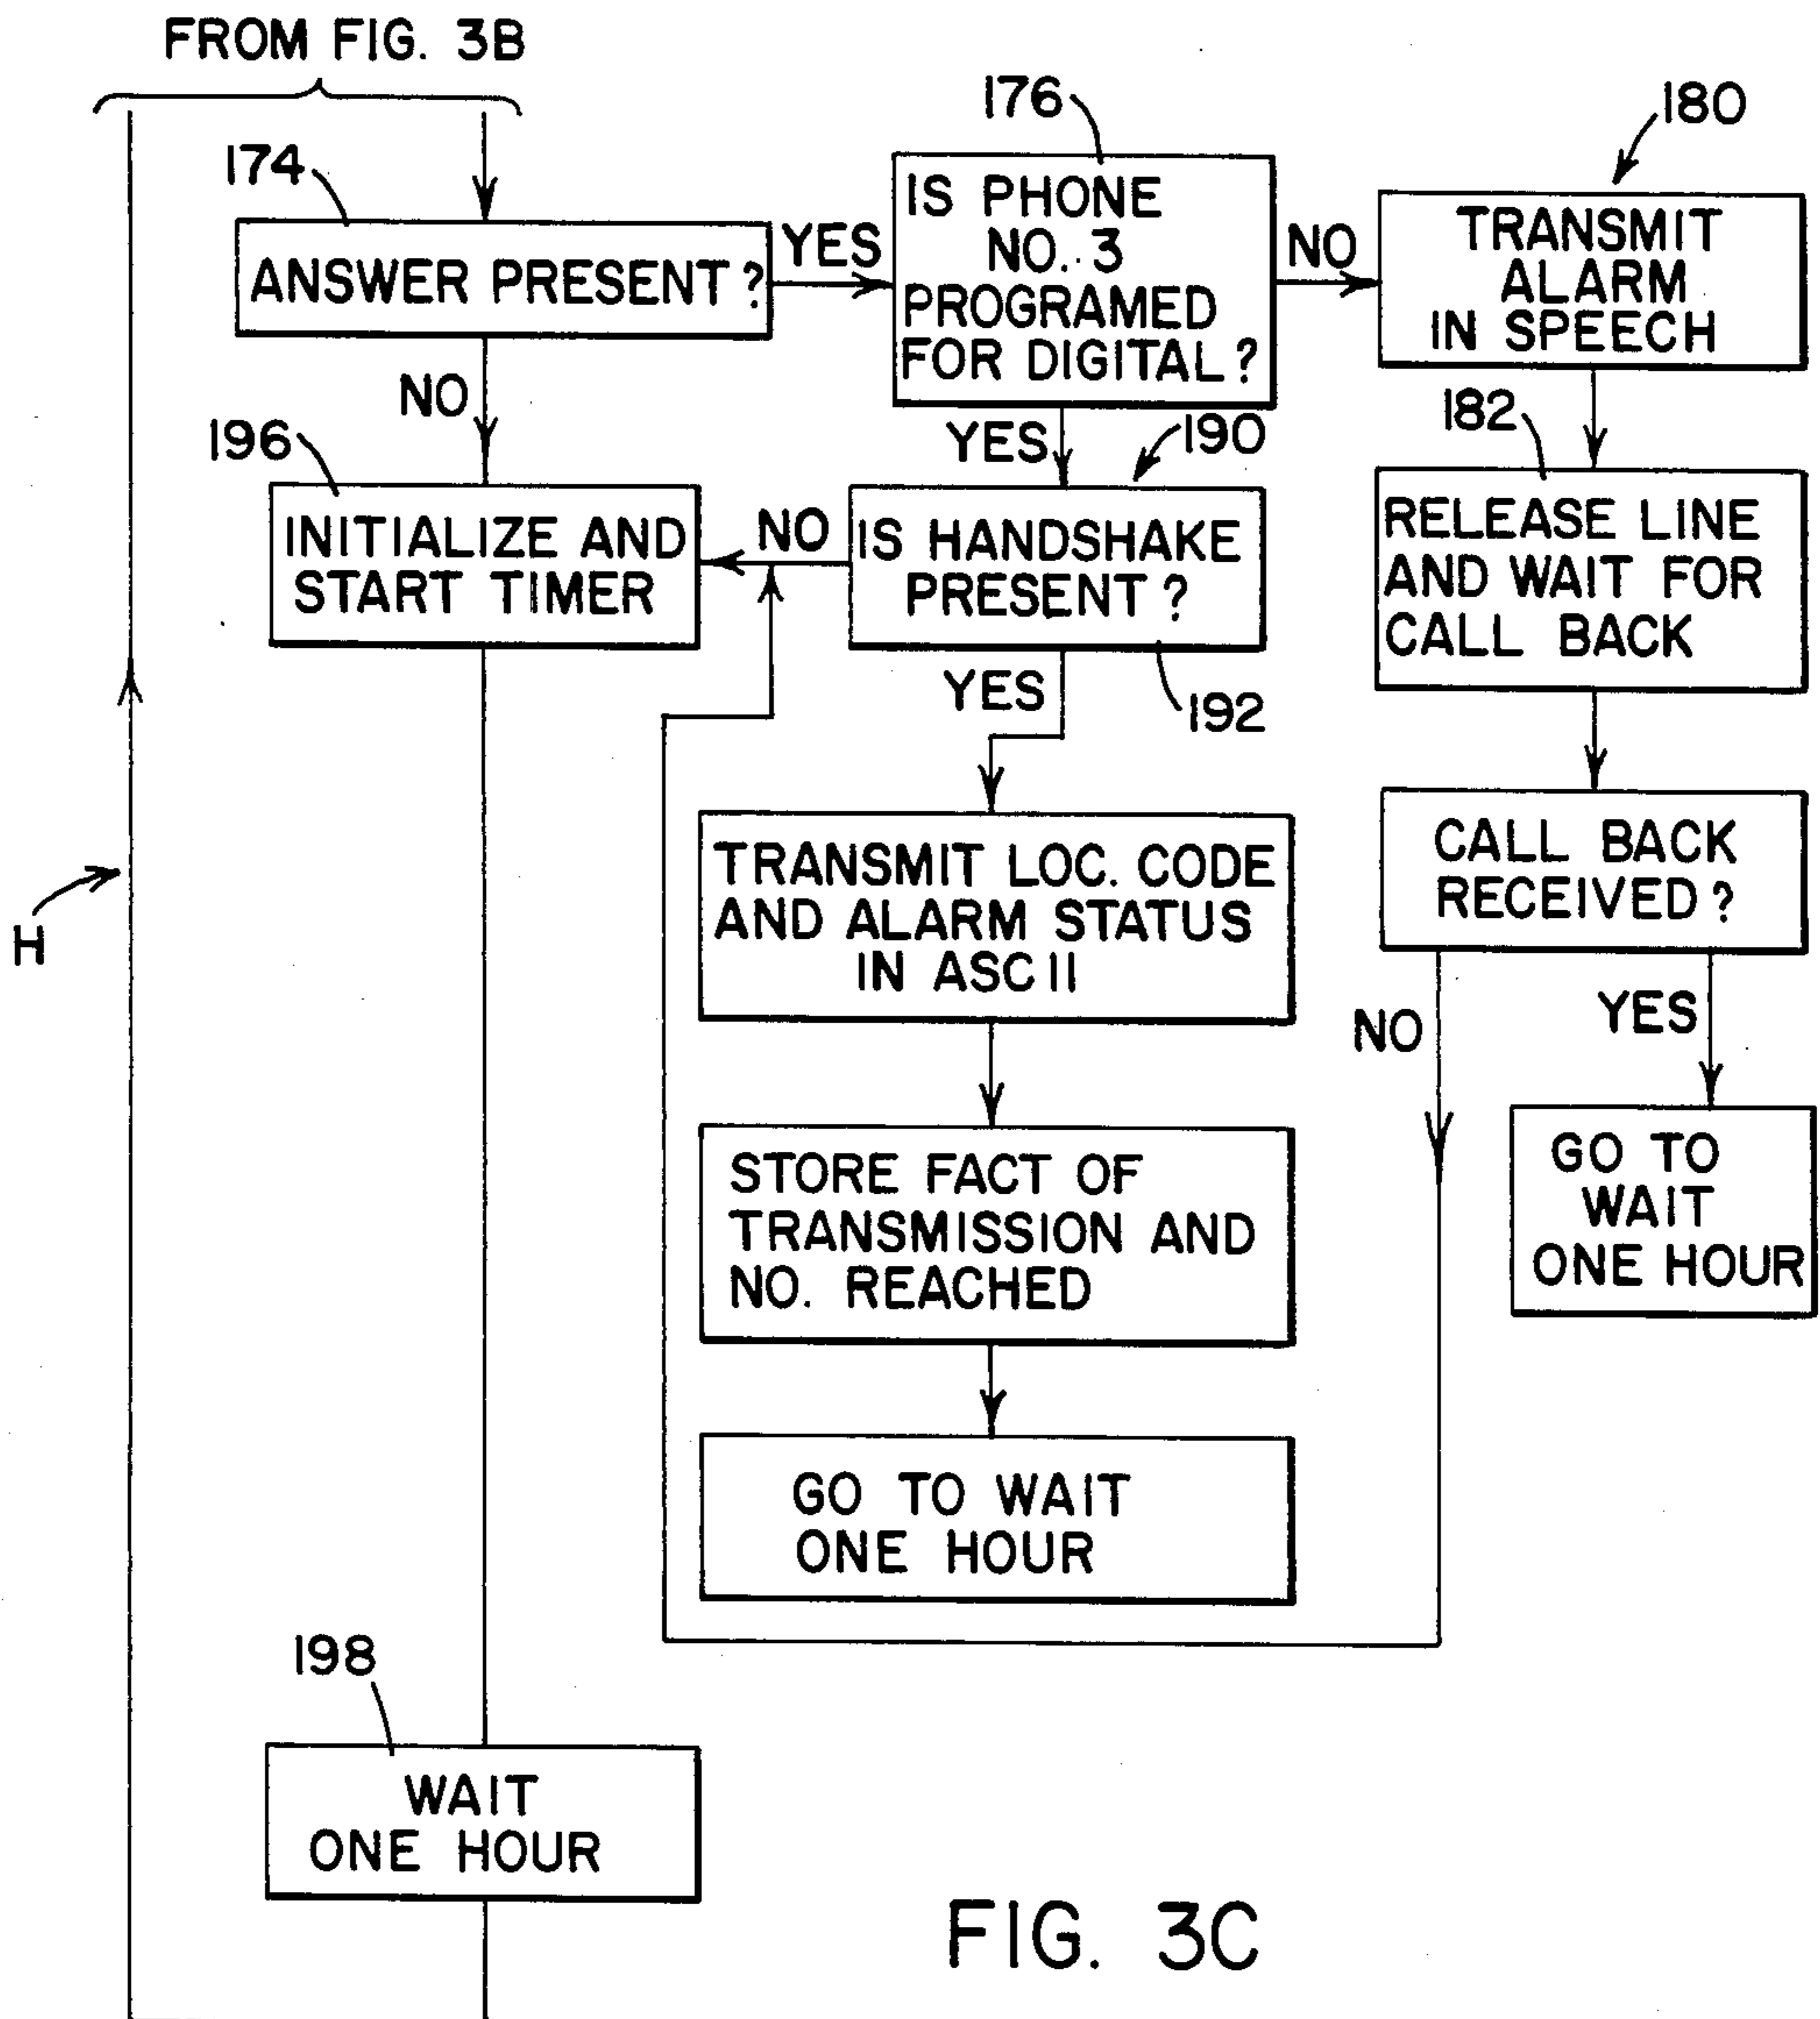 FROM FIG. 3B
174
ANSWER PRESENT?
YES
176
IS PHONE
NO. 3
PROGRAMED
FOR DIGITAL?
NO
180
TRANSMIT
ALARM
IN SPEECH
NO
196
INITIALIZE AND
START TIMER
NO
YES
190
IS HANDSHAKE
PRESENT?
192
YES
182
RELEASE LINE
AND WAIT FOR
CALL BACK
H
TRANSMIT LOC. CODE
AND ALARM STATUS
IN ASCII
CALL BACK
RECEIVED?
NO
YES
STORE FACT OF
TRANSMISSION AND
NO. REACHED
GO TO
WAIT
ONE HOUR
GO TO WAIT
ONE HOUR
198
WAIT
ONE HOUR
FIG. 3C